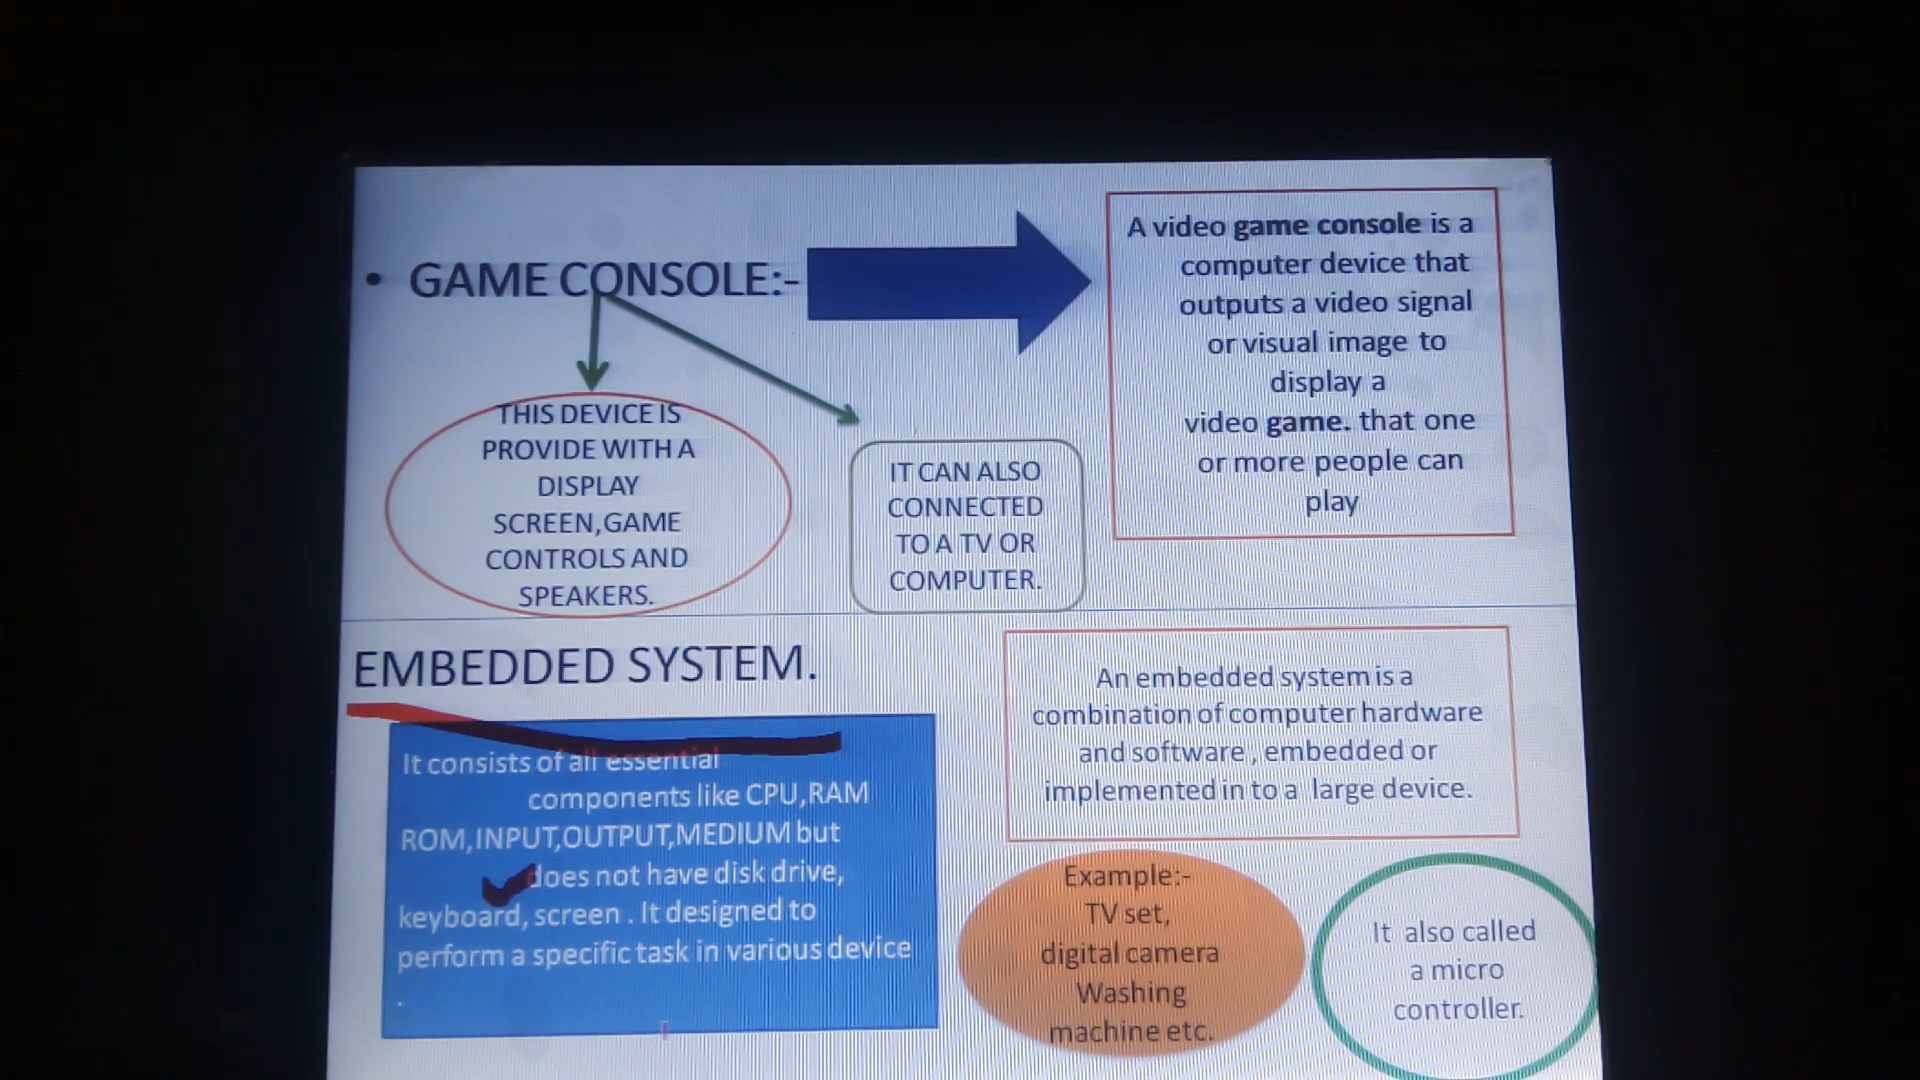 • GAME CONSOLE:-
A video game console is a
computer device that
outputs a video signal
or visual image to
display a
video game. that one
or more people can
play
THIS DEVICE IS
PROVIDE WITH A
DISPLAY
SCREEN,GAME
CONTROLS AND
SPEAKERS.
IT CAN ALSO
CONNECTED
TO A TV OR
COMPUTER.
EMBEDDED SYSTEM.
It consists of all essential
components like CPU,RAM
ROM,INPUT,OUTPUT,MEDIUM but
does not have disk drive,
keyboard, screen . It designed to
perform a specific task in various device
.
An embedded system is a
combination of computer hardware
and software , embedded or
implemented in to a large device.
Example:-
TV set,
digital camera
Washing
machine etc.
It also called
a micro
controller.